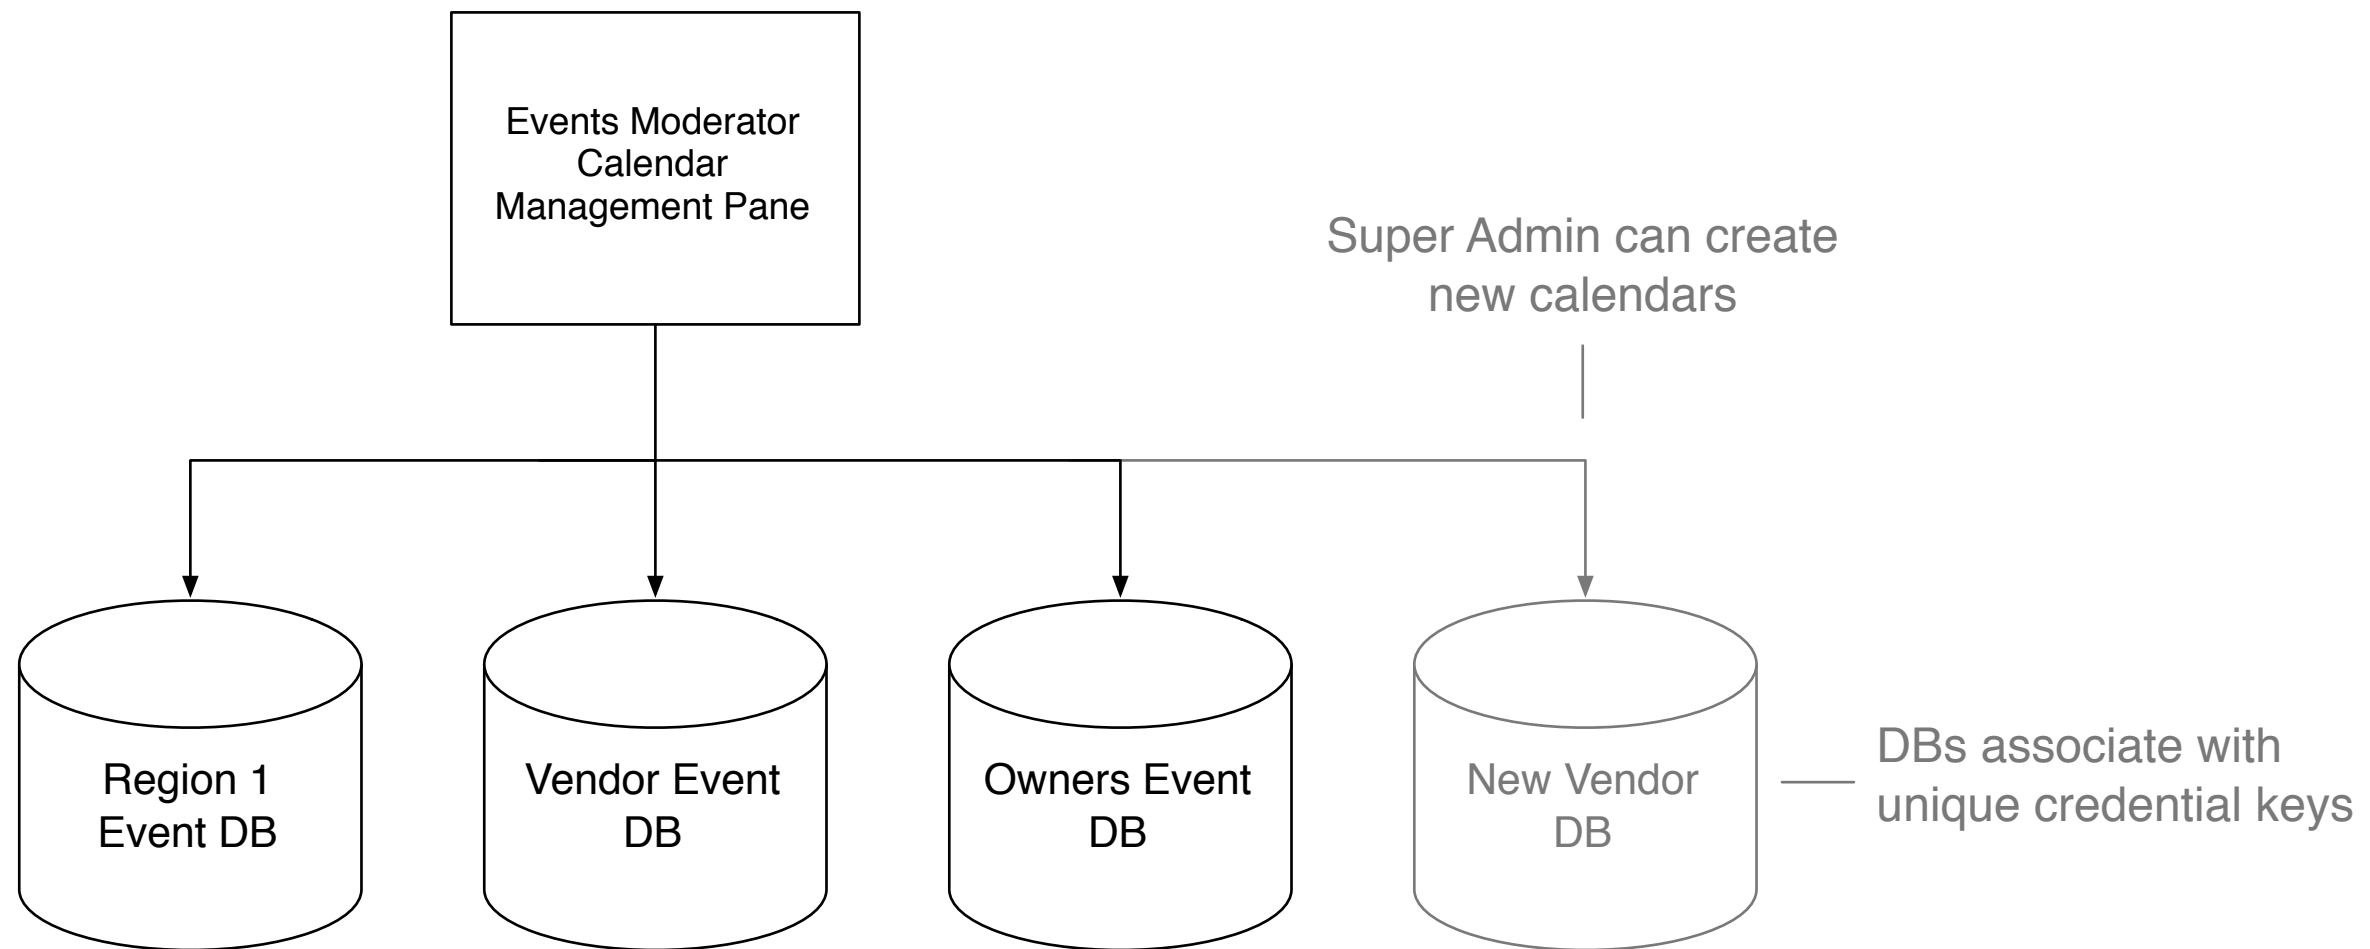 Events Moderator
Calendar
Management Pane
Super Admin can create
new calendars
Region 1
Event DB
Vendor Event
DB
Owners Event
DB
New Vendor
DB
DBs associate with
unique credential keys